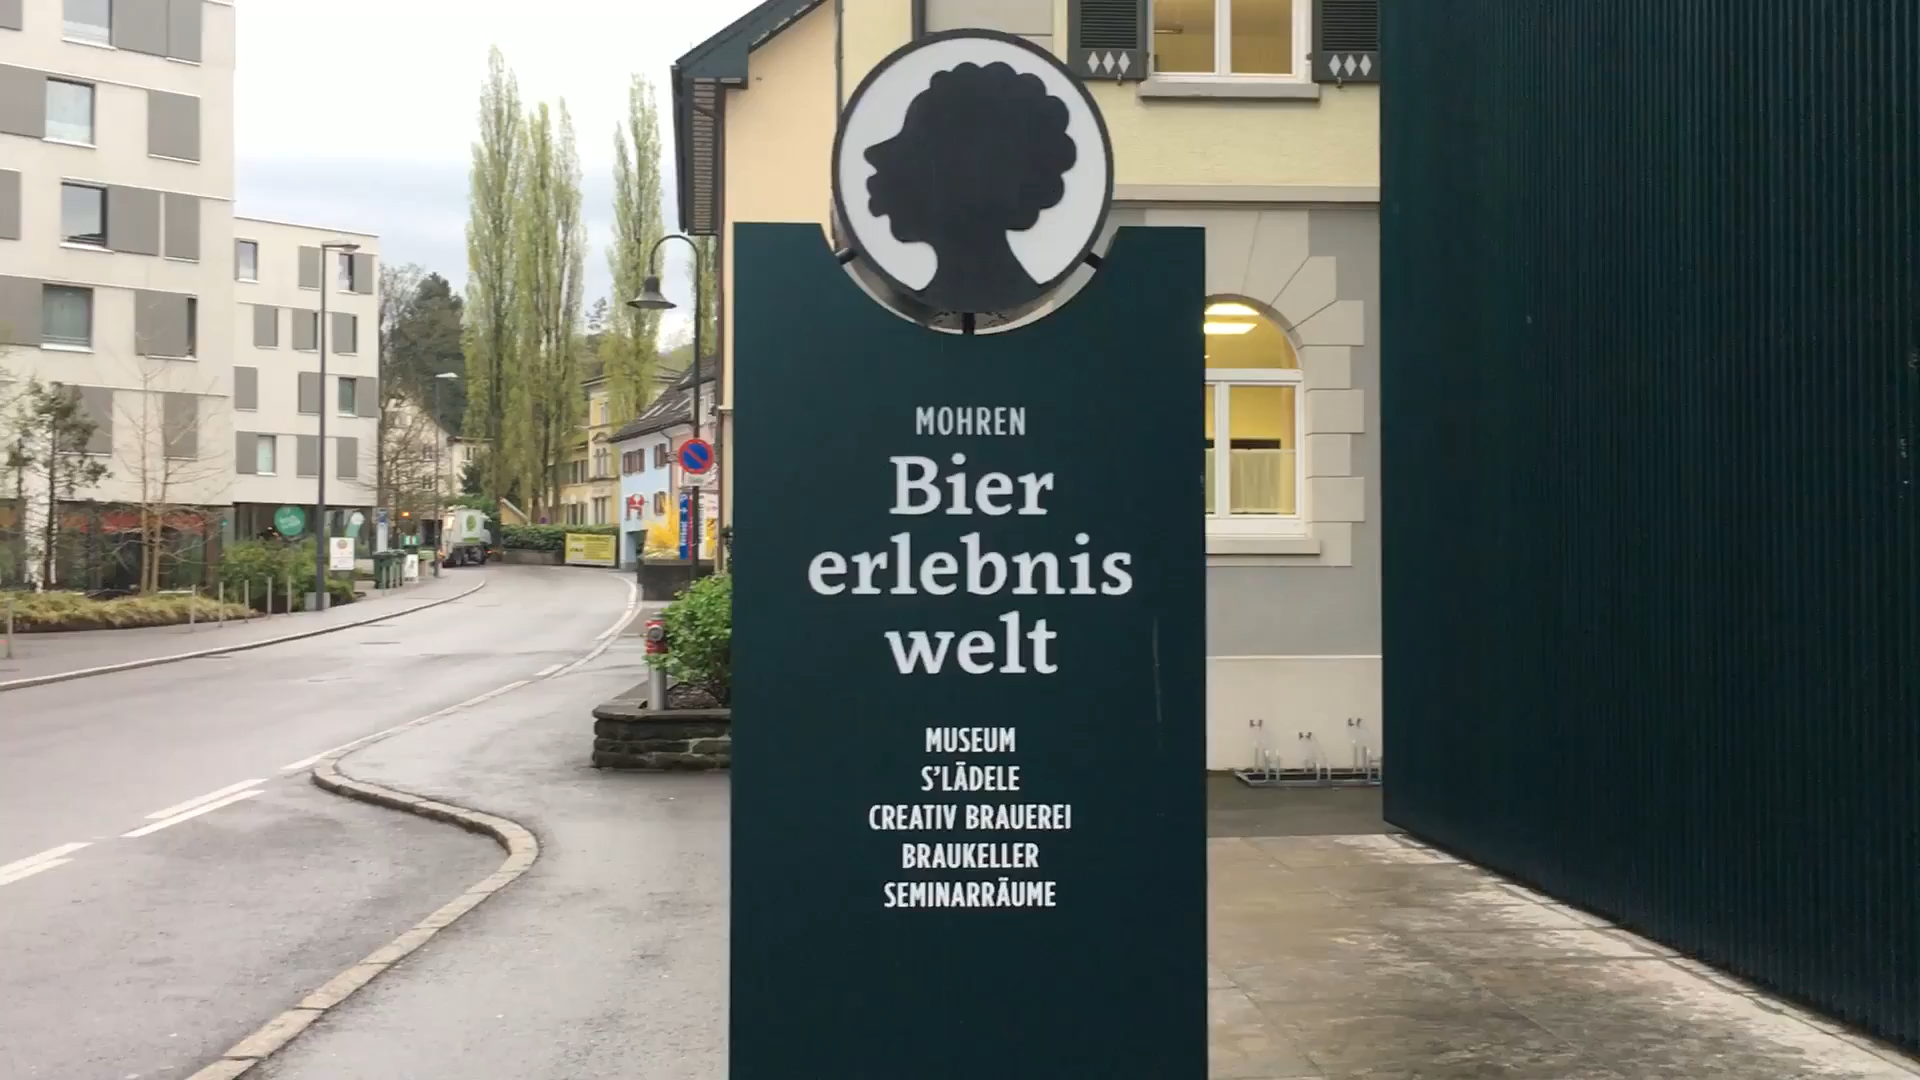 MOHREN
Bier
erlebnis
welt
MUSEUM
S'LÄDELE
CREATIV BRAUEREI
BRAUKELLER
SEMINARRÄUME